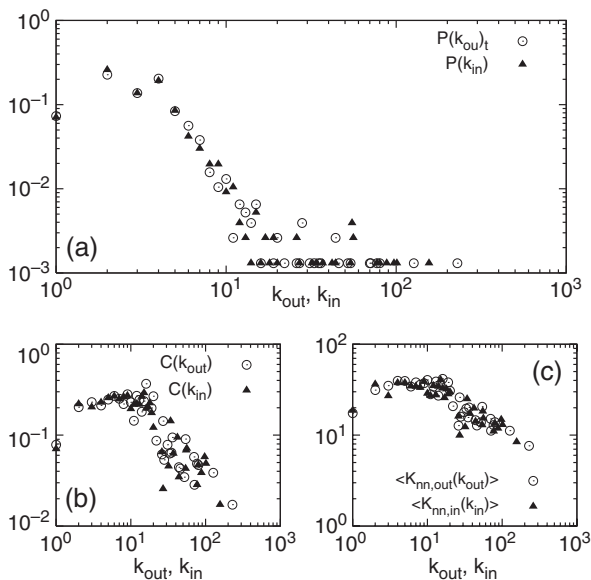 10^0
10^-1
10^-2
10^-3
P(k_ou)_t
P(k_in)
(a)
10^0 10^1 10^2 10^3
k_out, k_in
10^0
10^-1
10^-2
C(k_out)
C(k_in)
(b)
10^0 10^1 10^2 10^3
k_out, k_in
10^2
10^1
10^0
(c)
<K_nn,out(k_out)>
<K_nn,in(k_in)>
10^0 10^1 10^2 10^3
k_out, k_in